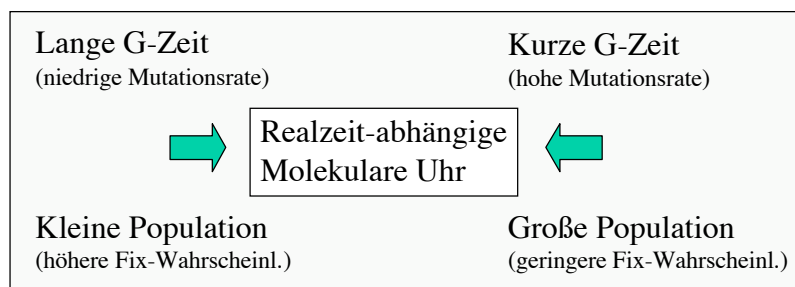 Lange G-Zeit
(niedrige Mutationsrate)
Kurze G-Zeit
(hohe Mutationsrate)
Realzeit-abhängige
Molekulare Uhr
Kleine Population
(höhere Fix-Wahrscheinl.)
Große Population
(geringere Fix-Wahrscheinl.)